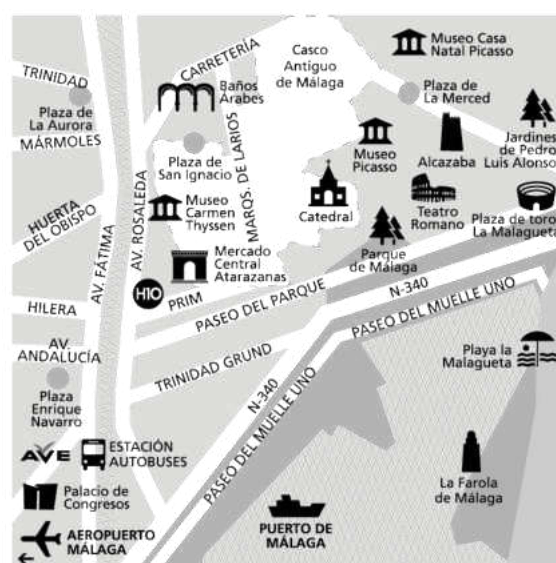 TRINIDAD
Plaza de
La Aurora
MÁRMOLES
HUERTA
DEL OBISPO
AV. FÁTIMA
AV. ROSALEDA
CARRETERÍA
Baños
Árabes
Plaza de
San Ignacio
MARQS. DE LARIOS
Museo
Carmen
Thyssen
Mercado
Central
Atarazanas
Casco
Antiguo
de Málaga
Museo Casa
Natal Picasso
Plaza de
La Merced
Museo
Picasso
Alcazaba
Jardines
de Pedro
Luis Alonso
Catedral
Teatro
Romano
Plaza de toro
La Malagueta
Parque
de Málaga
H10
PRIM
PASEO DEL PARQUE
N-340
PASEO DEL MUELLE UNO
HILERA
AV.
ANDALUCÍA
TRINIDAD GRUND
Plaza
Enrique
Navarro
N-340
PASEO DEL MUELLE UNO
Playa la
Malagueta
AVE
ESTACIÓN
AUTOBUSES
Palacio de
Congresos
AEROPUERTO
MÁLAGA
PUERTO DE
MÁLAGA
La Farola
de Málaga